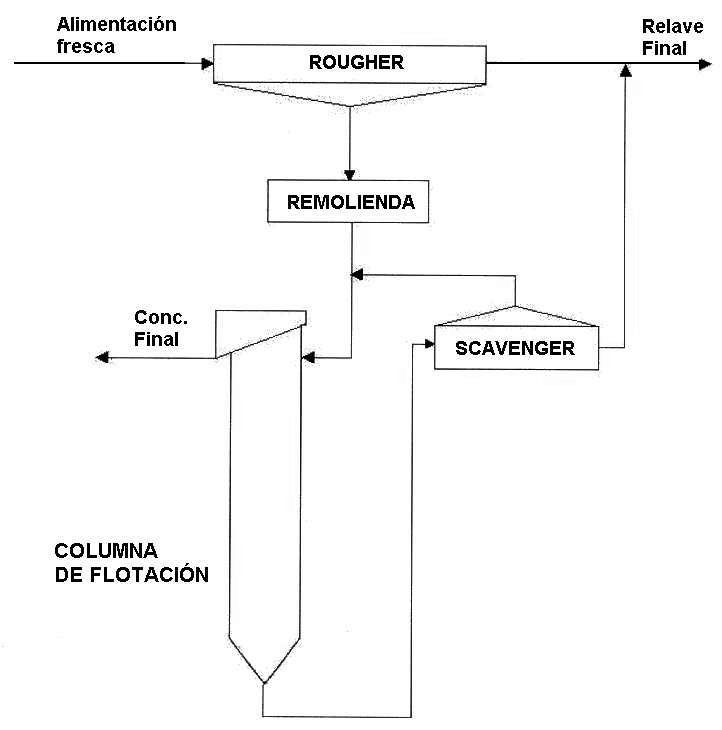 Alimentación
fresca
Relave
Final
ROUGHER
REMOLIENDA
Conc.
Final
SCAVENGER
COLUMNA
DE FLOTACIÓN